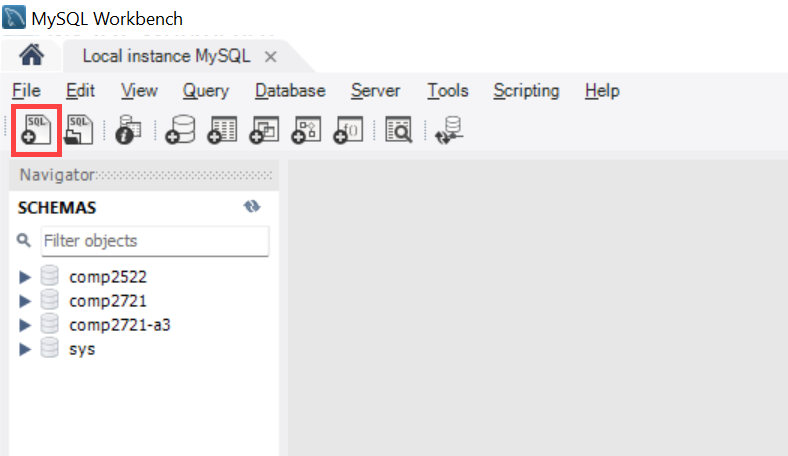 MySQL Workbench
Local instance MySQL
File Edit View Query Database Server Tools Scripting Help
SQL SQL
Navigator
SCHEMAS
Filter objects
comp2522
comp2721
comp2721-a3
sys